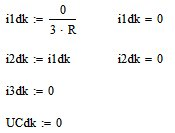 i1dk := 0 / (3 · R) i1dk = 0
i2dk := i1dk i2dk = 0
i3dk := 0
UCdk := 0